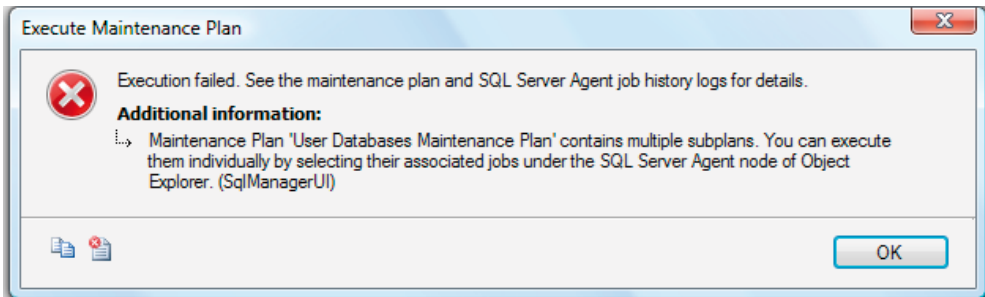 Execute Maintenance Plan
Execution failed. See the maintenance plan and SQL Server Agent job history logs for details.
Additional information:
Maintenance Plan 'User Databases Maintenance Plan' contains multiple subplans. You can execute
them individually by selecting their associated jobs under the SQL Server Agent node of Object
Explorer. (SqlManagerUI)
OK